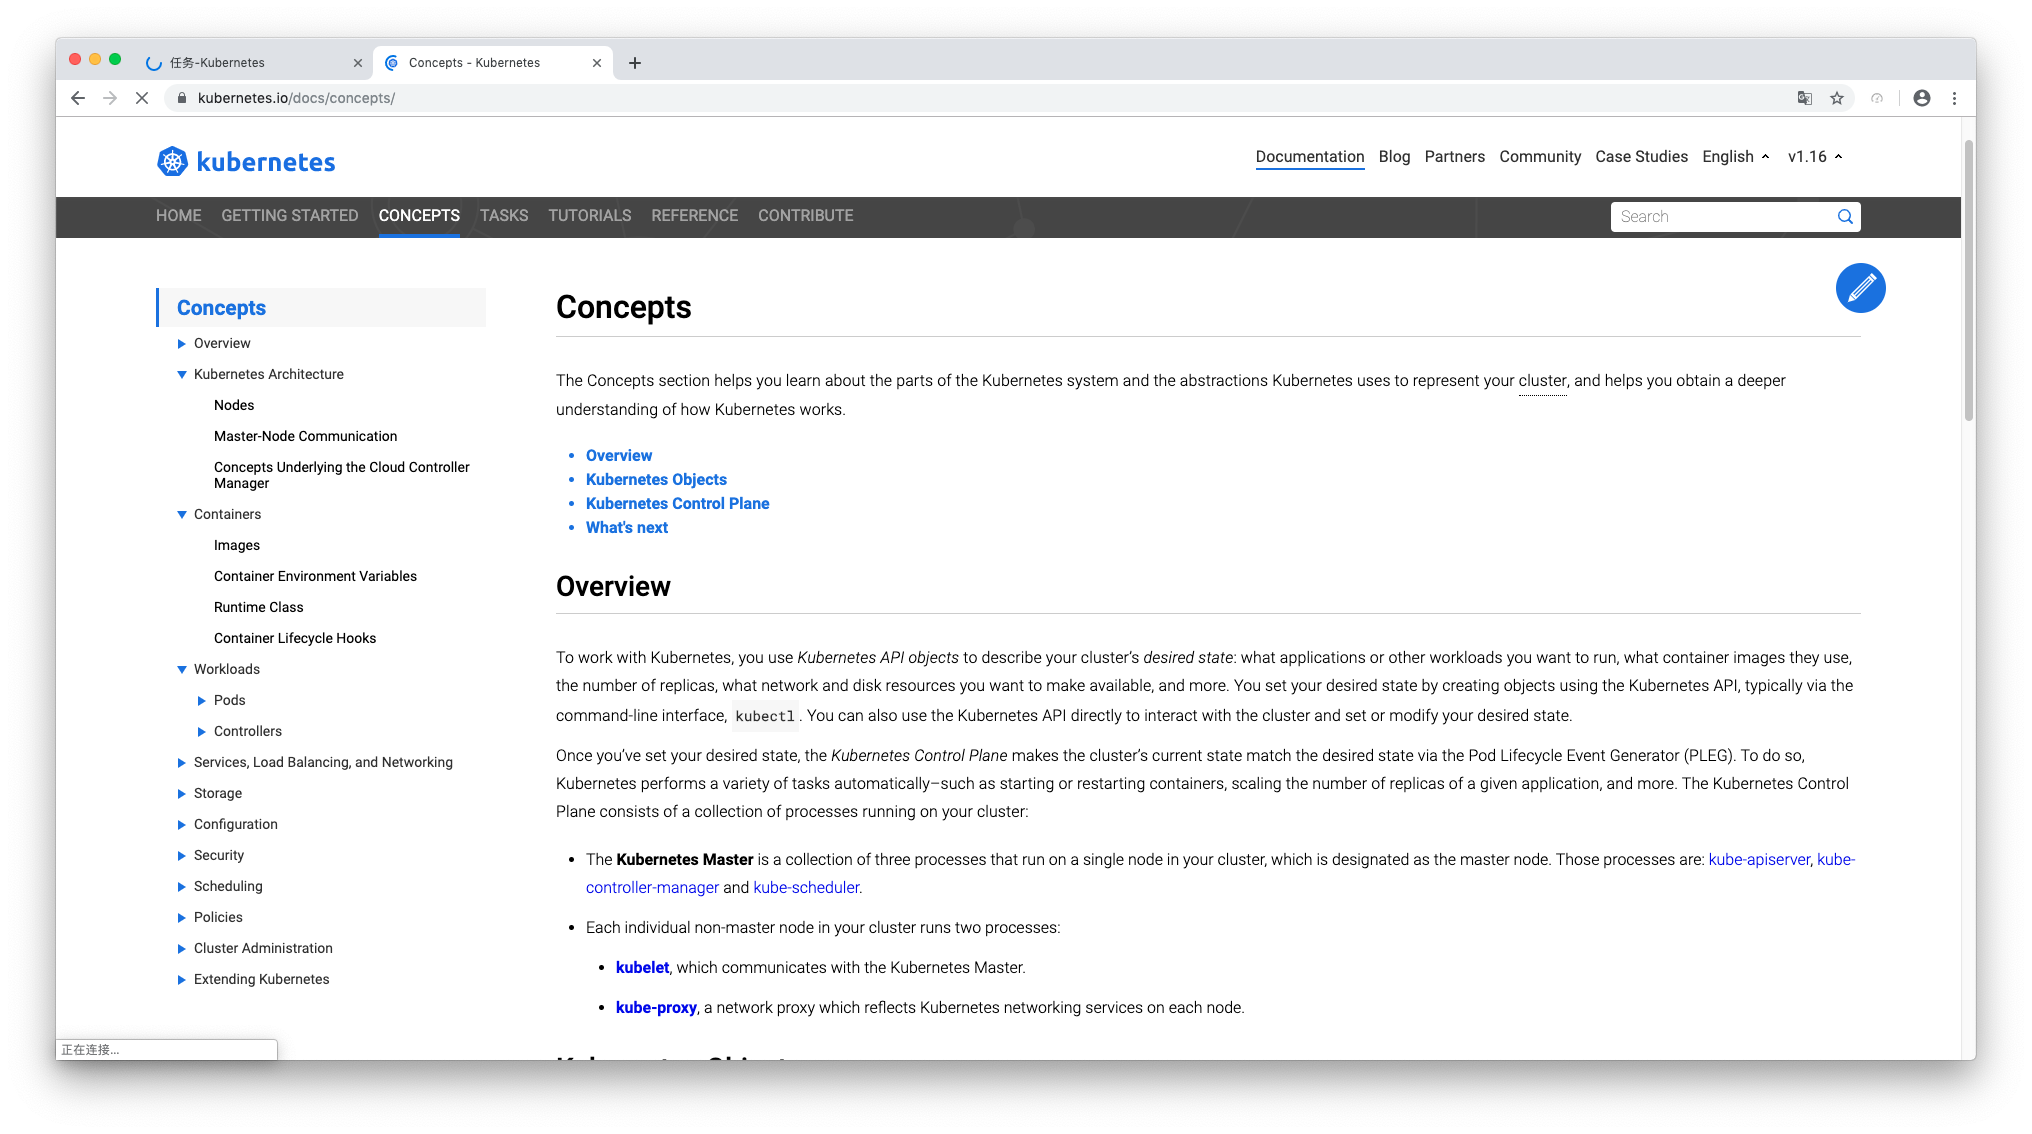 任务-Kubernetes
Concepts - Kubernetes
kubernetes.io/docs/concepts/
kubernetes
Documentation Blog Partners Community Case Studies English v1.16
HOME GETTING STARTED CONCEPTS TASKS TUTORIALS REFERENCE CONTRIBUTE
Search
Concepts
Overview
Kubernetes Architecture
Nodes
Master-Node Communication
Concepts Underlying the Cloud Controller
Manager
Containers
Images
Container Environment Variables
Runtime Class
Container Lifecycle Hooks
Workloads
Pods
Controllers
Services, Load Balancing, and Networking
Storage
Configuration
Security
Scheduling
Policies
Cluster Administration
Extending Kubernetes
Concepts
The Concepts section helps you learn about the parts of the Kubernetes system and the abstractions Kubernetes uses to represent your cluster, and helps you obtain a deeper
understanding of how Kubernetes works.
• Overview
• Kubernetes Objects
• Kubernetes Control Plane
• What's next
Overview
To work with Kubernetes, you use Kubernetes API objects to describe your cluster’s desired state: what applications or other workloads you want to run, what container images they use,
the number of replicas, what network and disk resources you want to make available, and more. You set your desired state by creating objects using the Kubernetes API, typically via the
command-line interface, kubectl. You can also use the Kubernetes API directly to interact with the cluster and set or modify your desired state.
Once you’ve set your desired state, the Kubernetes Control Plane makes the cluster’s current state match the desired state via the Pod Lifecycle Event Generator (PLEG). To do so,
Kubernetes performs a variety of tasks automatically–such as starting or restarting containers, scaling the number of replicas of a given application, and more. The Kubernetes Control
Plane consists of a collection of processes running on your cluster:
• The Kubernetes Master is a collection of three processes that run on a single node in your cluster, which is designated as the master node. Those processes are: kube-apiserver, kube-
controller-manager and kube-scheduler.
• Each individual non-master node in your cluster runs two processes:
• kubelet, which communicates with the Kubernetes Master.
• kube-proxy, a network proxy which reflects Kubernetes networking services on each node.
正在连接...